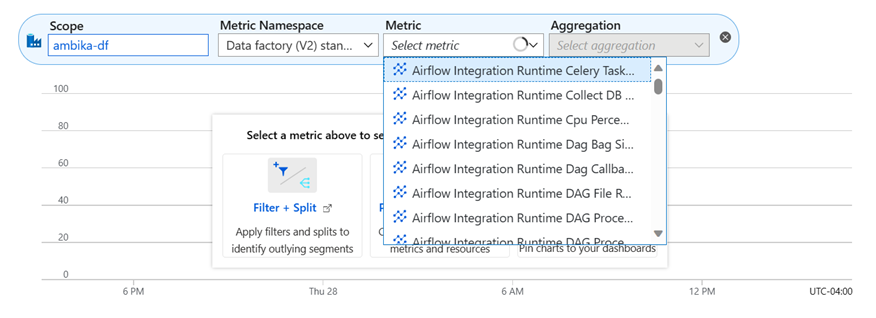 Scope
Metric Namespace
Metric
Aggregation
ambika-df
Data factory (V2) stan...
Select metric
Select aggregation
Airflow Integration Runtime Celery Task...
Airflow Integration Runtime Collect DB ...
Airflow Integration Runtime Cpu Perce...
Airflow Integration Runtime Dag Bag Si...
Airflow Integration Runtime Dag Callba...
Airflow Integration Runtime DAG File R...
Airflow Integration Runtime DAG Proce...
Airflow Integration Runtime DAG Proce...
100
80
60
40
20
0
Select a metric above to se
Filter + Split
Apply filters and splits to
identify outlying segments
metrics and resources
Pin charts to your dashboards
6 PM
Thu 28
6 AM
12 PM
UTC-04:00